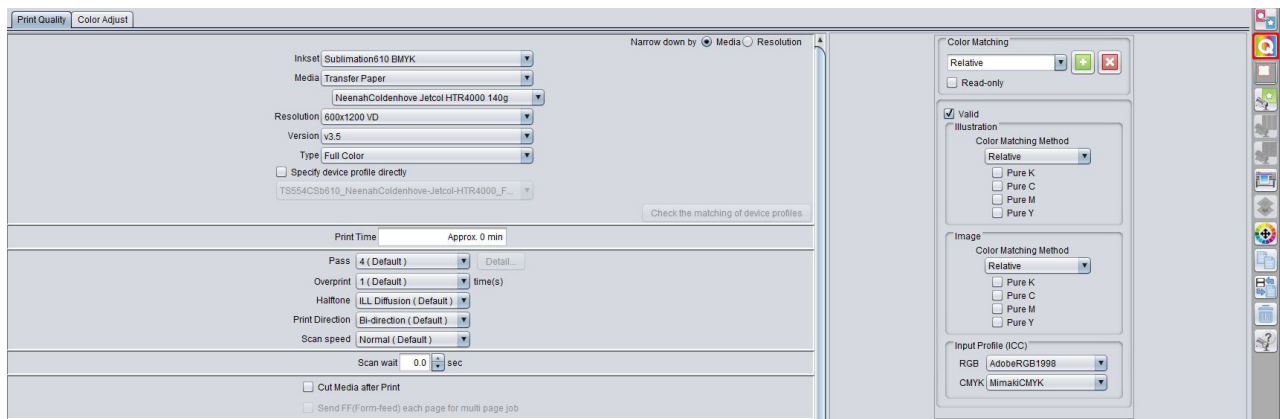 Print Quality Color Adjust
Narrow down by Media Resolution
Inkset Sublimation610 BMYK
Media Transfer Paper
NeenahColdenhove Jetcol HTR4000 140g
Resolution 600x1200 VD
Version v3.5
Type Full Color
Specify device profile directly
TS554CSb610_NeenahColdenhove-Jetcol-HTR4000_F...
Check the matching of device profiles
Print Time Approx. 0 min
Pass 4 ( Default ) Detail...
Overprint 1 ( Default ) time(s)
Halftone ILL Diffusion ( Default )
Print Direction Bi-direction ( Default )
Scan speed Normal ( Default )
Scan wait 0.0 sec
Cut Media after Print
Send FF(Form-feed) each page for multi page job
Color Matching
Relative
Read-only
Valid
Illustration
Color Matching Method
Relative
Pure K
Pure C
Pure M
Pure Y
Image
Color Matching Method
Relative
Pure K
Pure C
Pure M
Pure Y
Input Profile (ICC)
RGB AdobeRGB1998
CMYK MimakiCMYK